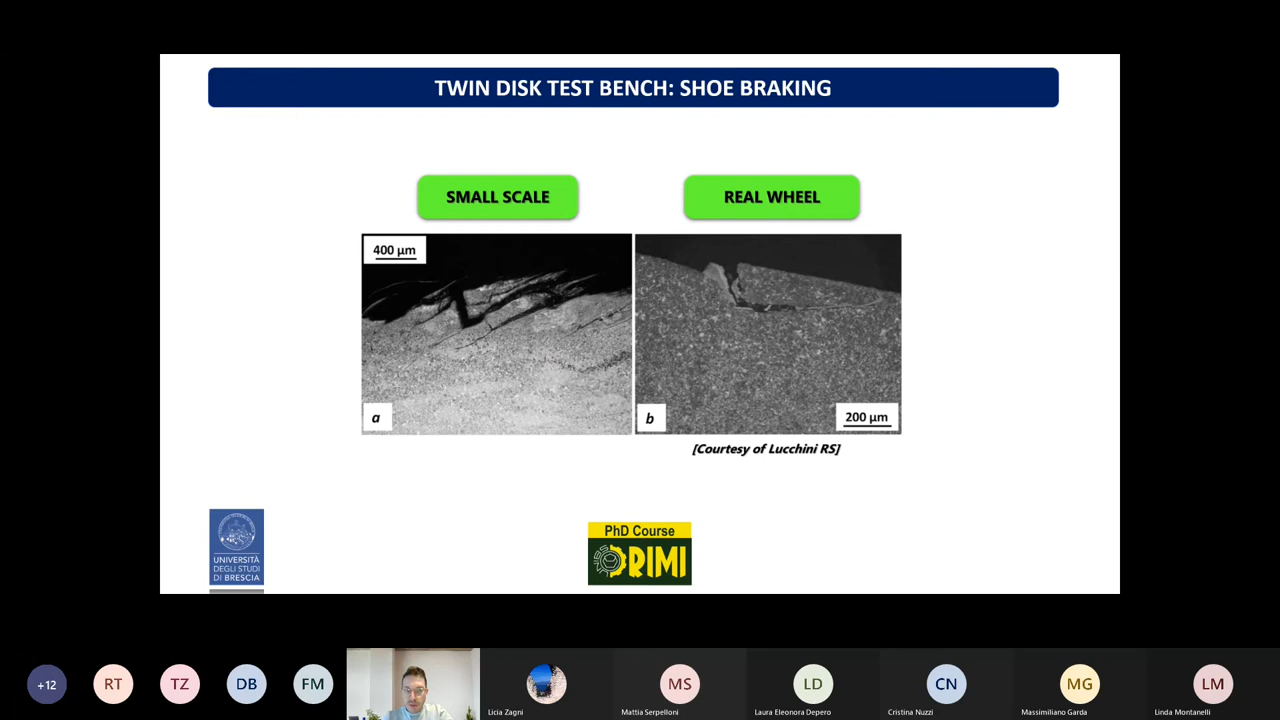 TWIN DISK TEST BENCH: SHOE BRAKING
SMALL SCALE
REAL WHEEL
400 µm
a
b
200 µm
[Courtesy of Lucchini RS]
UNIVERSITÀ
DEGLI STUDI
DI BRESCIA
PhD Course
DRIMI
+12
RT
TZ
DB
FM
Licia Zagni
MS
Mattia Serpelloni
LD
Laura Eleonora Depero
CN
Cristina Nuzzi
MG
Massimiliano Garda
LM
Linda Montanelli